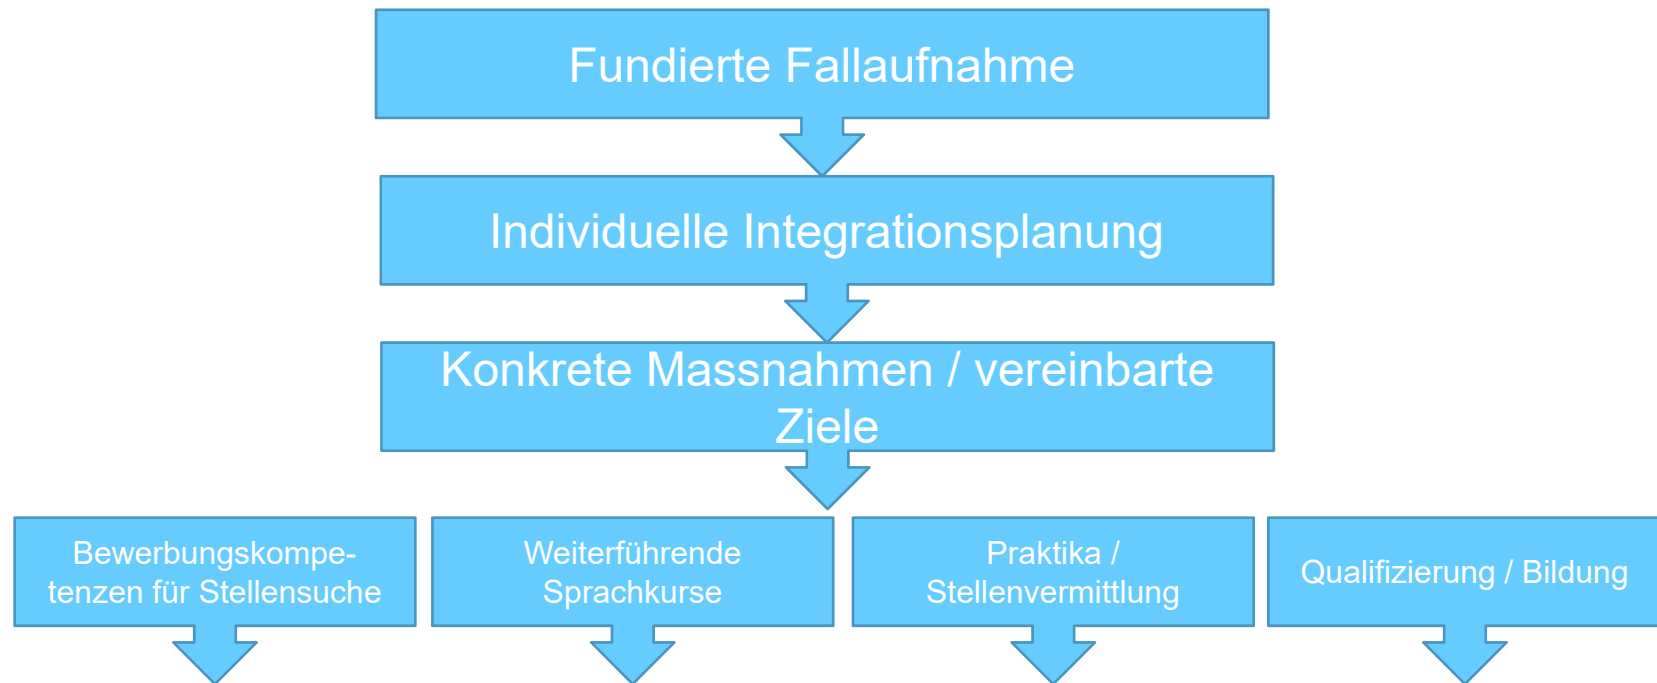 Fundierte Fallaufnahme
Individuelle Integrationsplanung
Konkrete Massnahmen / vereinbarte
Ziele
Bewerbungskompe-
tenzen für Stellensuche
Weiterführende
Sprachkurse
Praktika /
Stellenvermittlung
Qualifizierung / Bildung